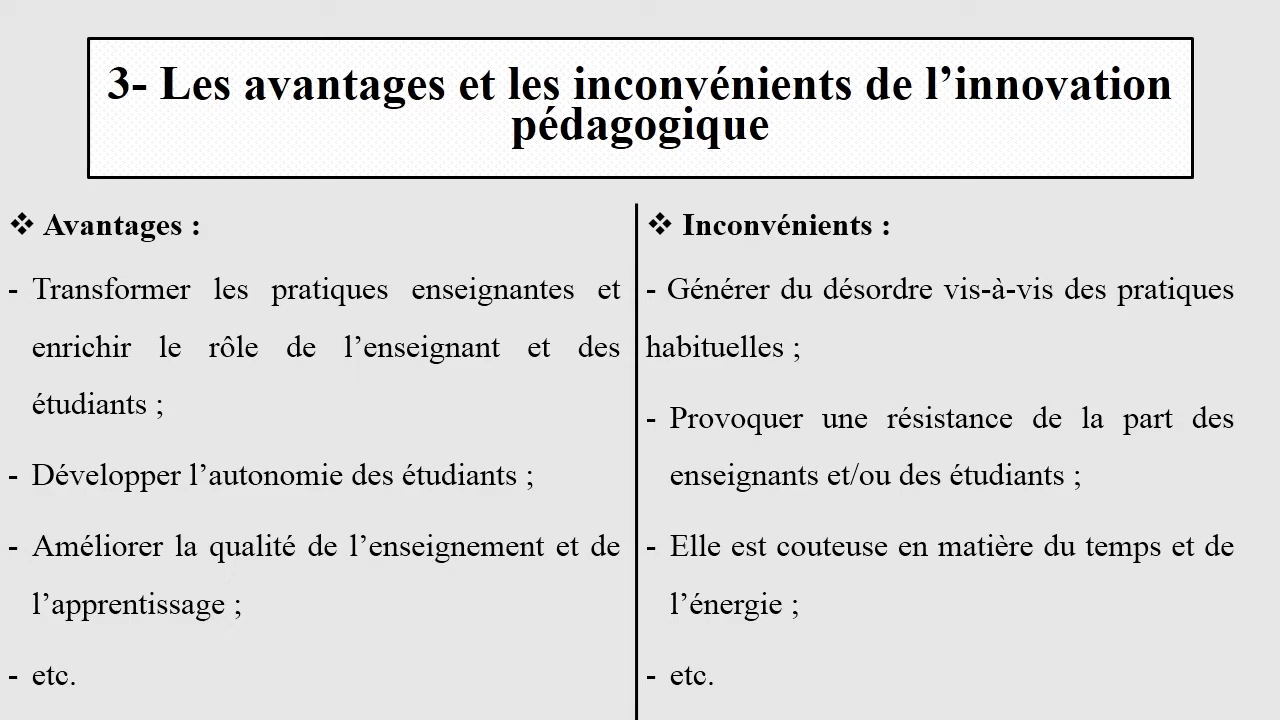 3- Les avantages et les inconvénients de l’innovation
pédagogique
❖ Avantages :
- Transformer les pratiques enseignantes et
enrichir le rôle de l’enseignant et des
étudiants ;
- Développer l’autonomie des étudiants ;
- Améliorer la qualité de l’enseignement et de
l’apprentissage ;
- etc.
❖ Inconvénients :
- Générer du désordre vis-à-vis des pratiques
habituelles ;
- Provoquer une résistance de la part des
enseignants et/ou des étudiants ;
- Elle est couteuse en matière du temps et de
l’énergie ;
- etc.